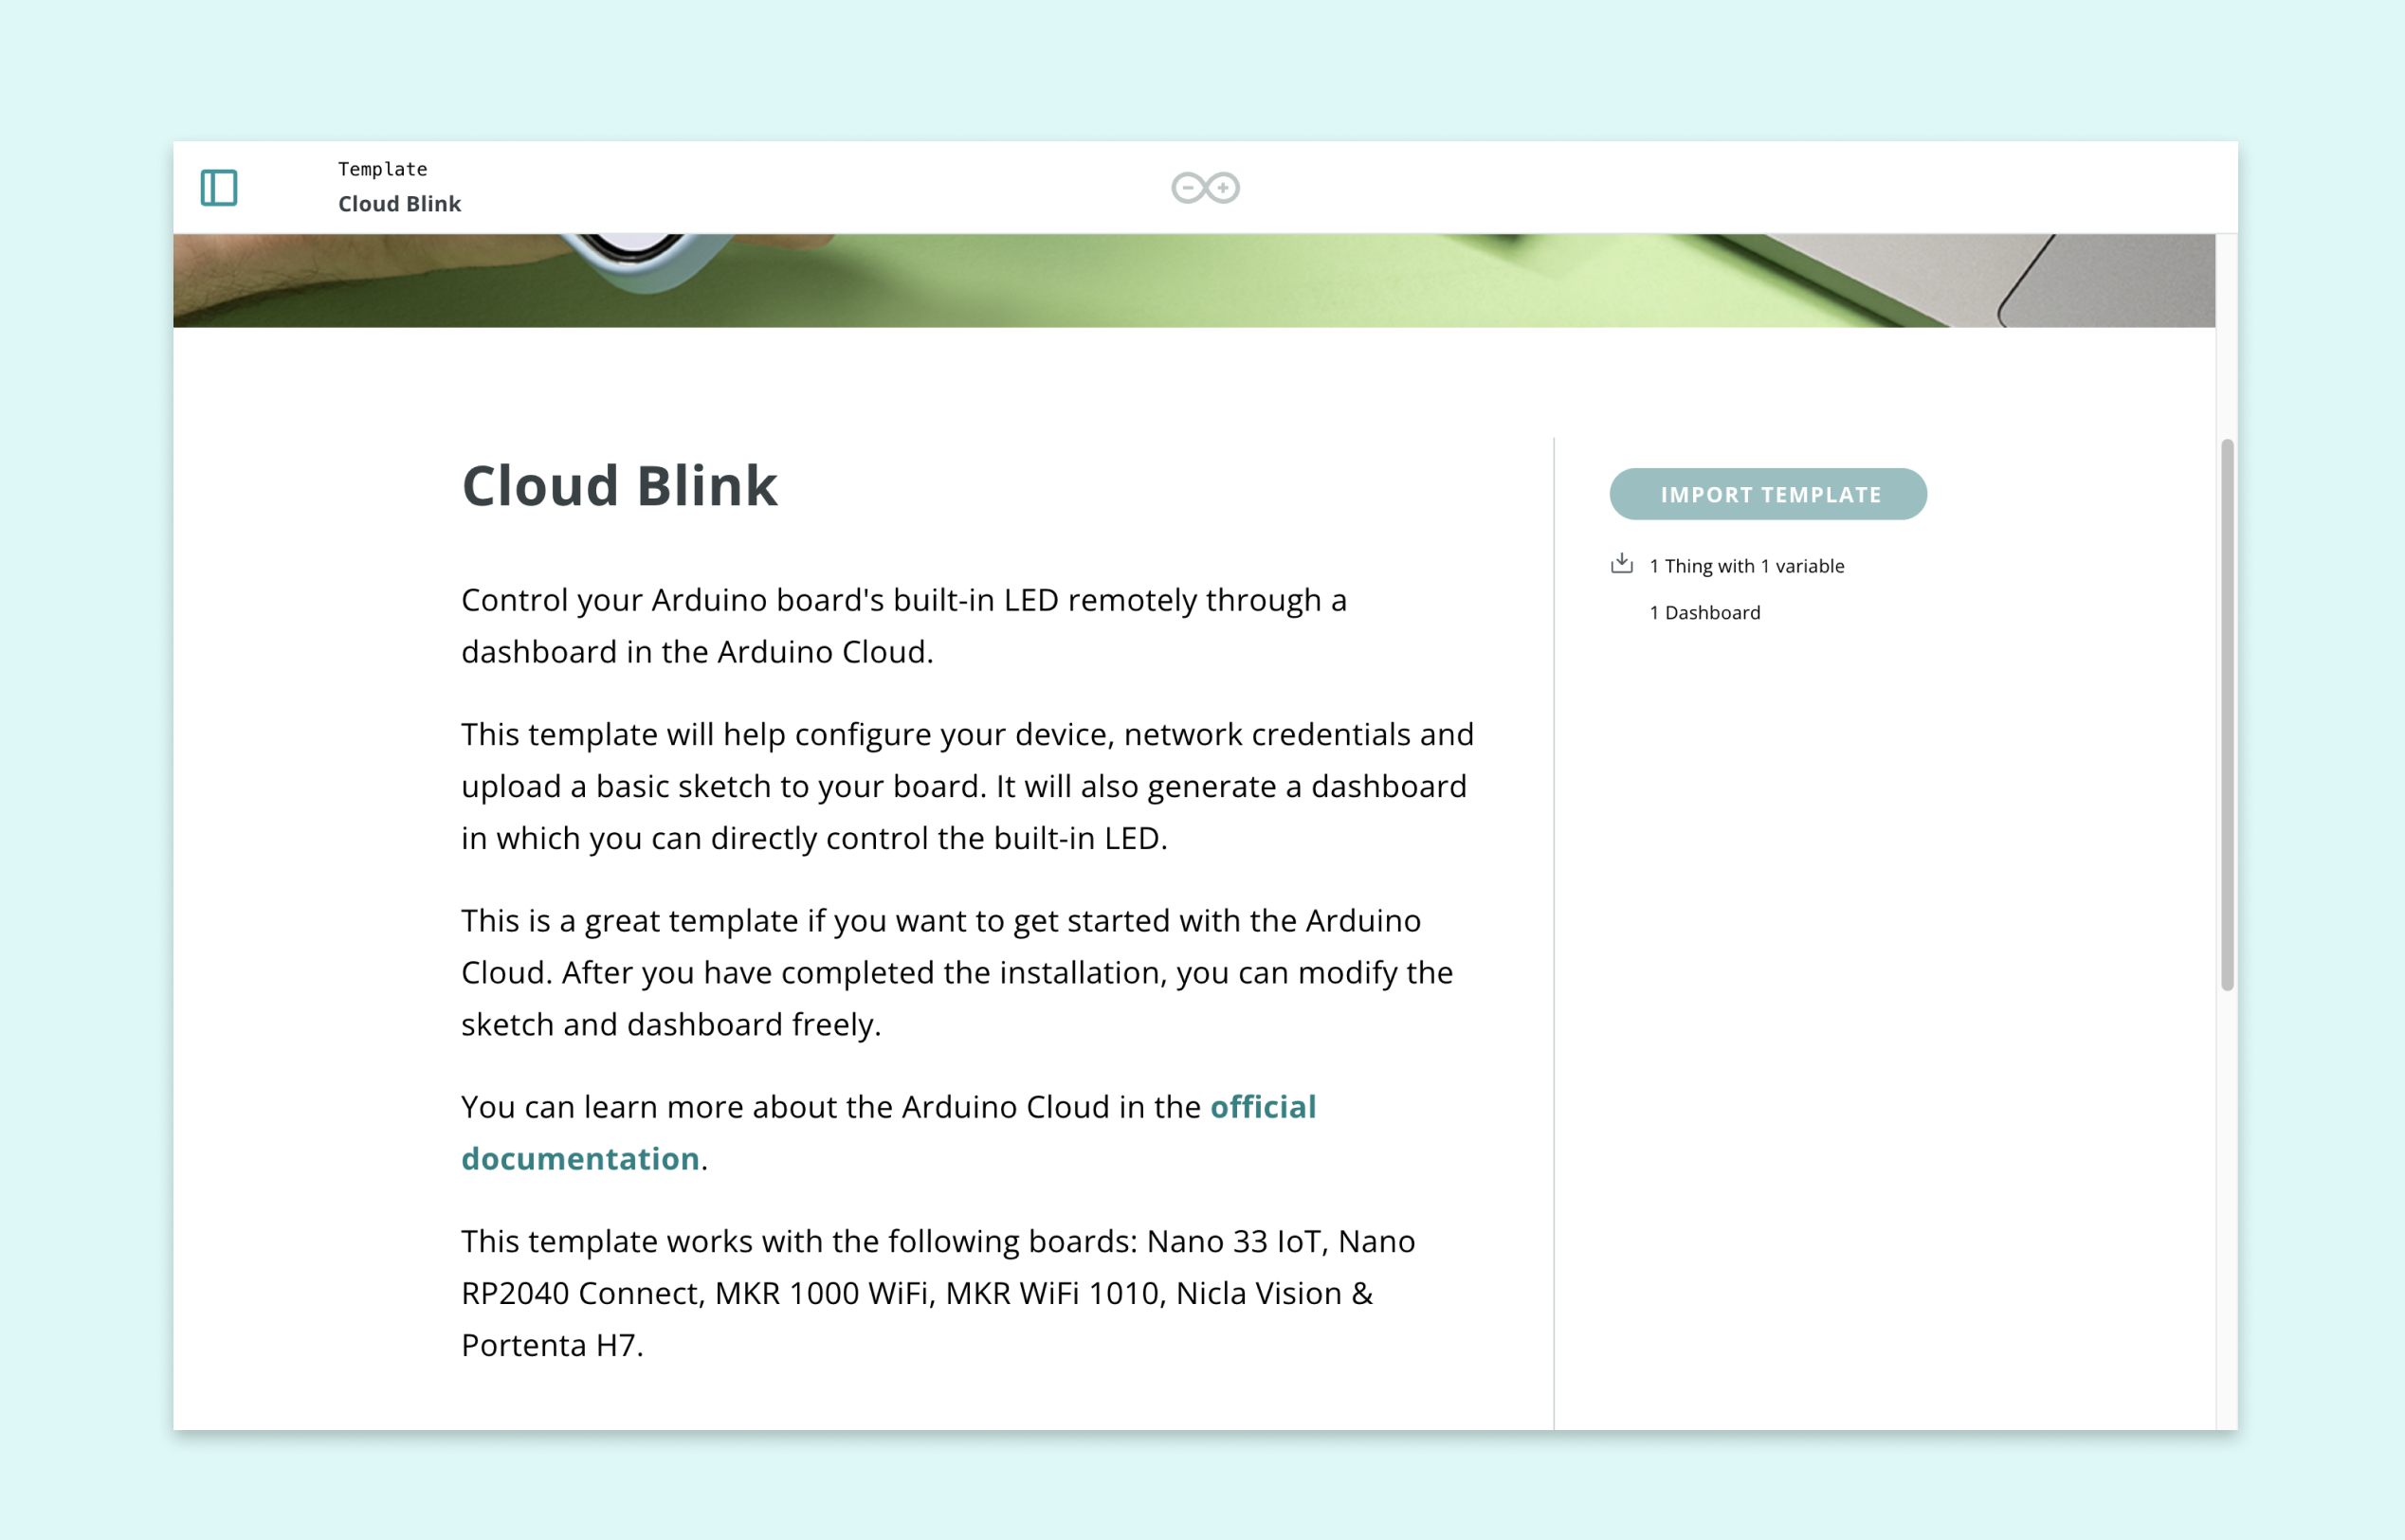 Template
Cloud Blink
Cloud Blink
IMPORT TEMPLATE
1 Thing with 1 variable
1 Dashboard
Control your Arduino board's built-in LED remotely through a
dashboard in the Arduino Cloud.
This template will help configure your device, network credentials and
upload a basic sketch to your board. It will also generate a dashboard
in which you can directly control the built-in LED.
This is a great template if you want to get started with the Arduino
Cloud. After you have completed the installation, you can modify the
sketch and dashboard freely.
You can learn more about the Arduino Cloud in the official
documentation.
This template works with the following boards: Nano 33 IoT, Nano
RP2040 Connect, MKR 1000 WiFi, MKR WiFi 1010, Nicla Vision &
Portenta H7.